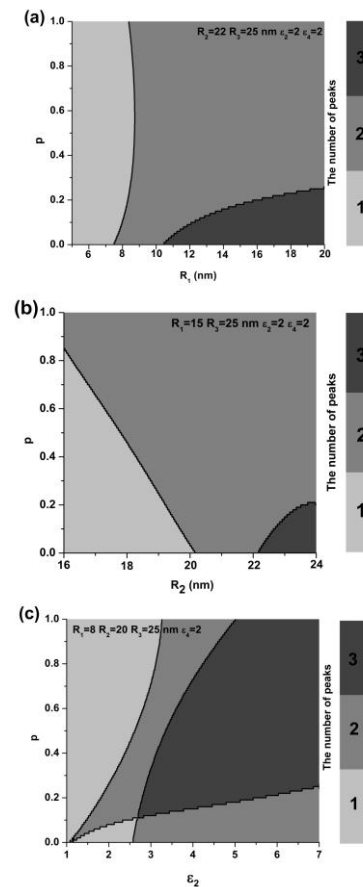 (a)
R₂=22 R₃=25 nm ε₂=2 ε₄=2
1.0
0.8
0.6
0.4
0.2
0.0
p
6 8 10 12 14 16 18 20
R₁ (nm)
The number of peaks
3
2
1
(b)
R₁=15 R₃=25 nm ε₂=2 ε₄=2
1.0
0.8
0.6
0.4
0.2
0.0
p
16 18 20 22 24
R₂ (nm)
The number of peaks
3
2
1
(c)
R₁=8 R₂=20 R₃=25 nm ε₄=2
1.0
0.8
0.6
0.4
0.2
0.0
p
1 2 3 4 5 6 7
ε₂
The number of peaks
3
2
1